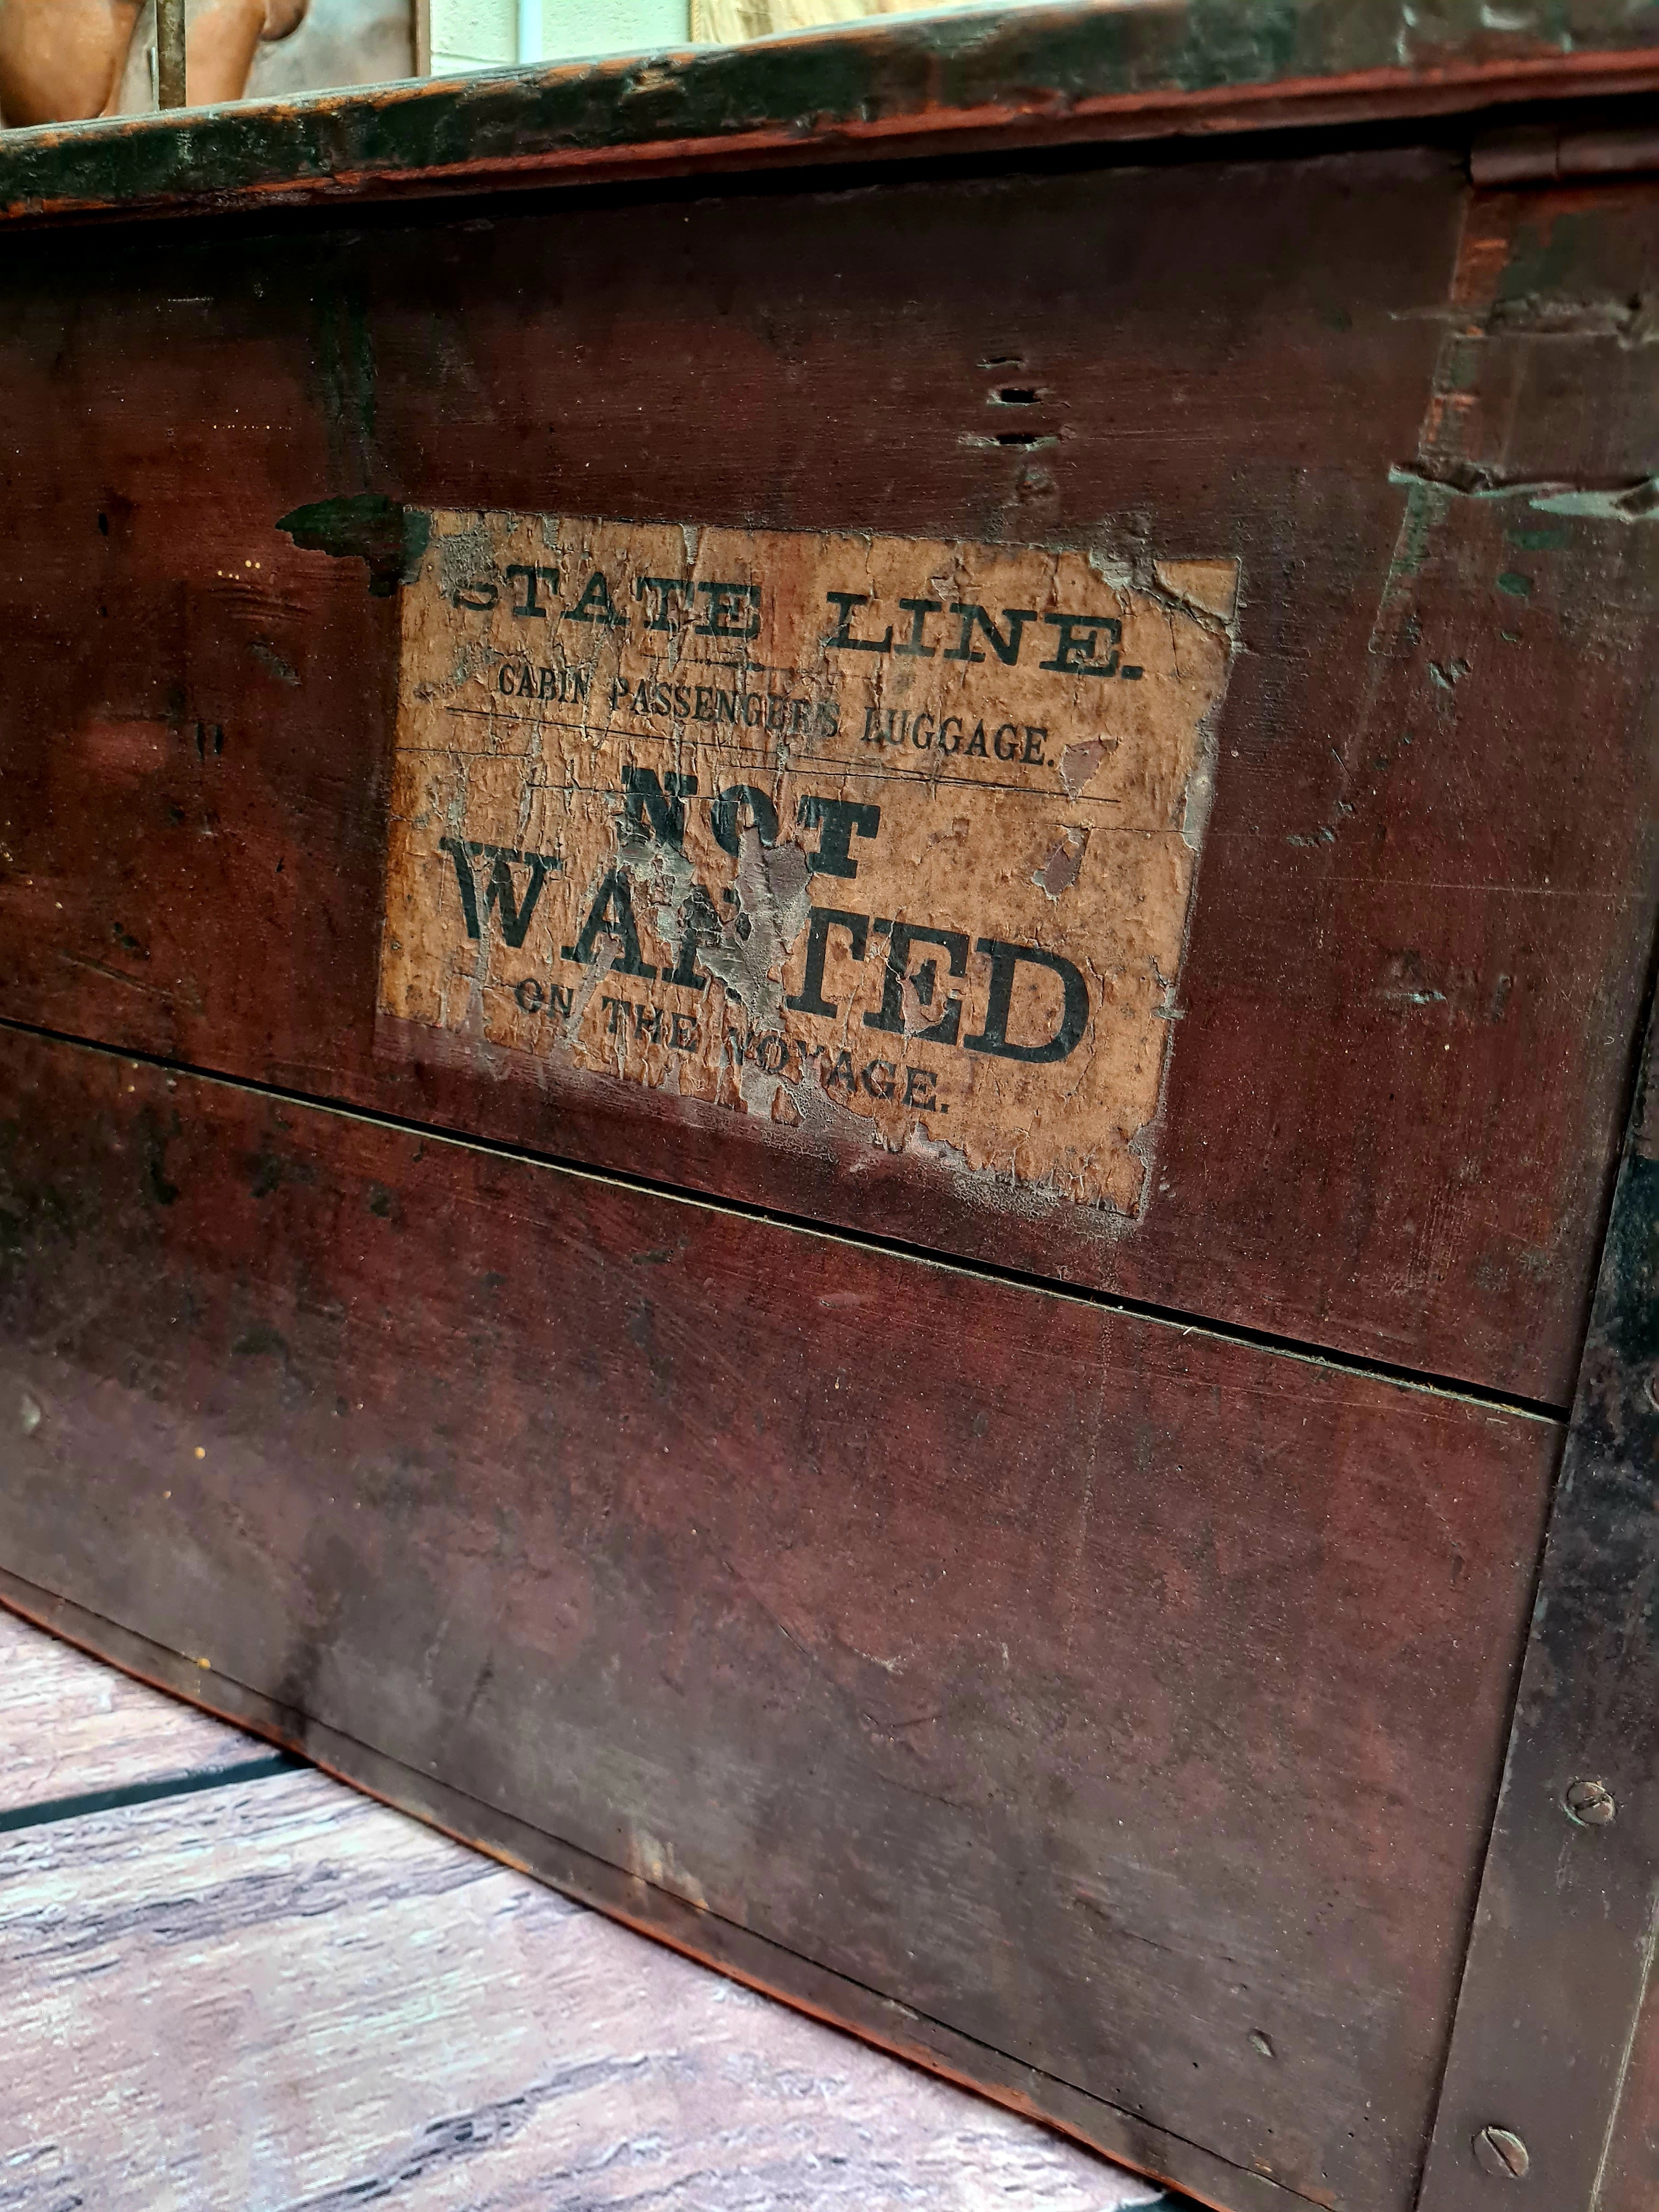 STATE LINE.
CABIN PASSENGER'S LUGGAGE.
NOT
WANTED
ON THE VOYAGE.